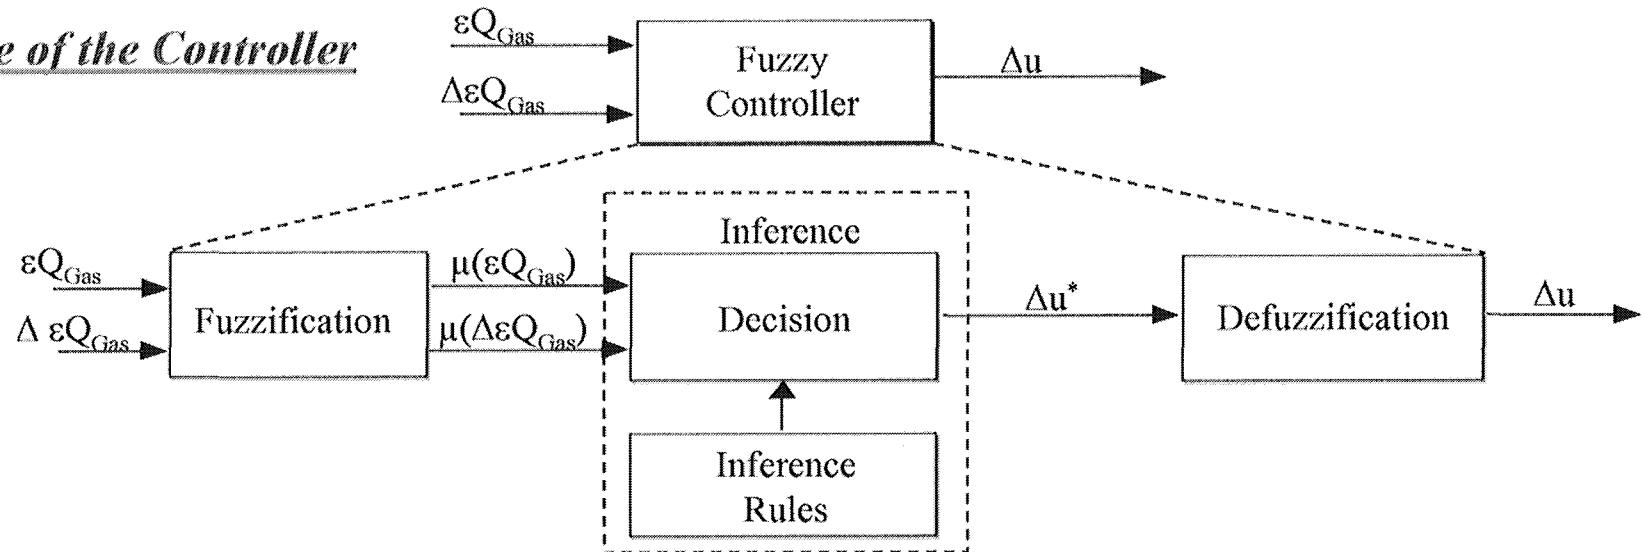 e of the Controller
εQGas
ΔεQGas
Fuzzy
Controller
Δu
εQGas
Δ εQGas
Fuzzification
μ(εQGas)
μ(ΔεQGas)
Inference
Decision
Inference
Rules
Δu*
Defuzzification
Δu